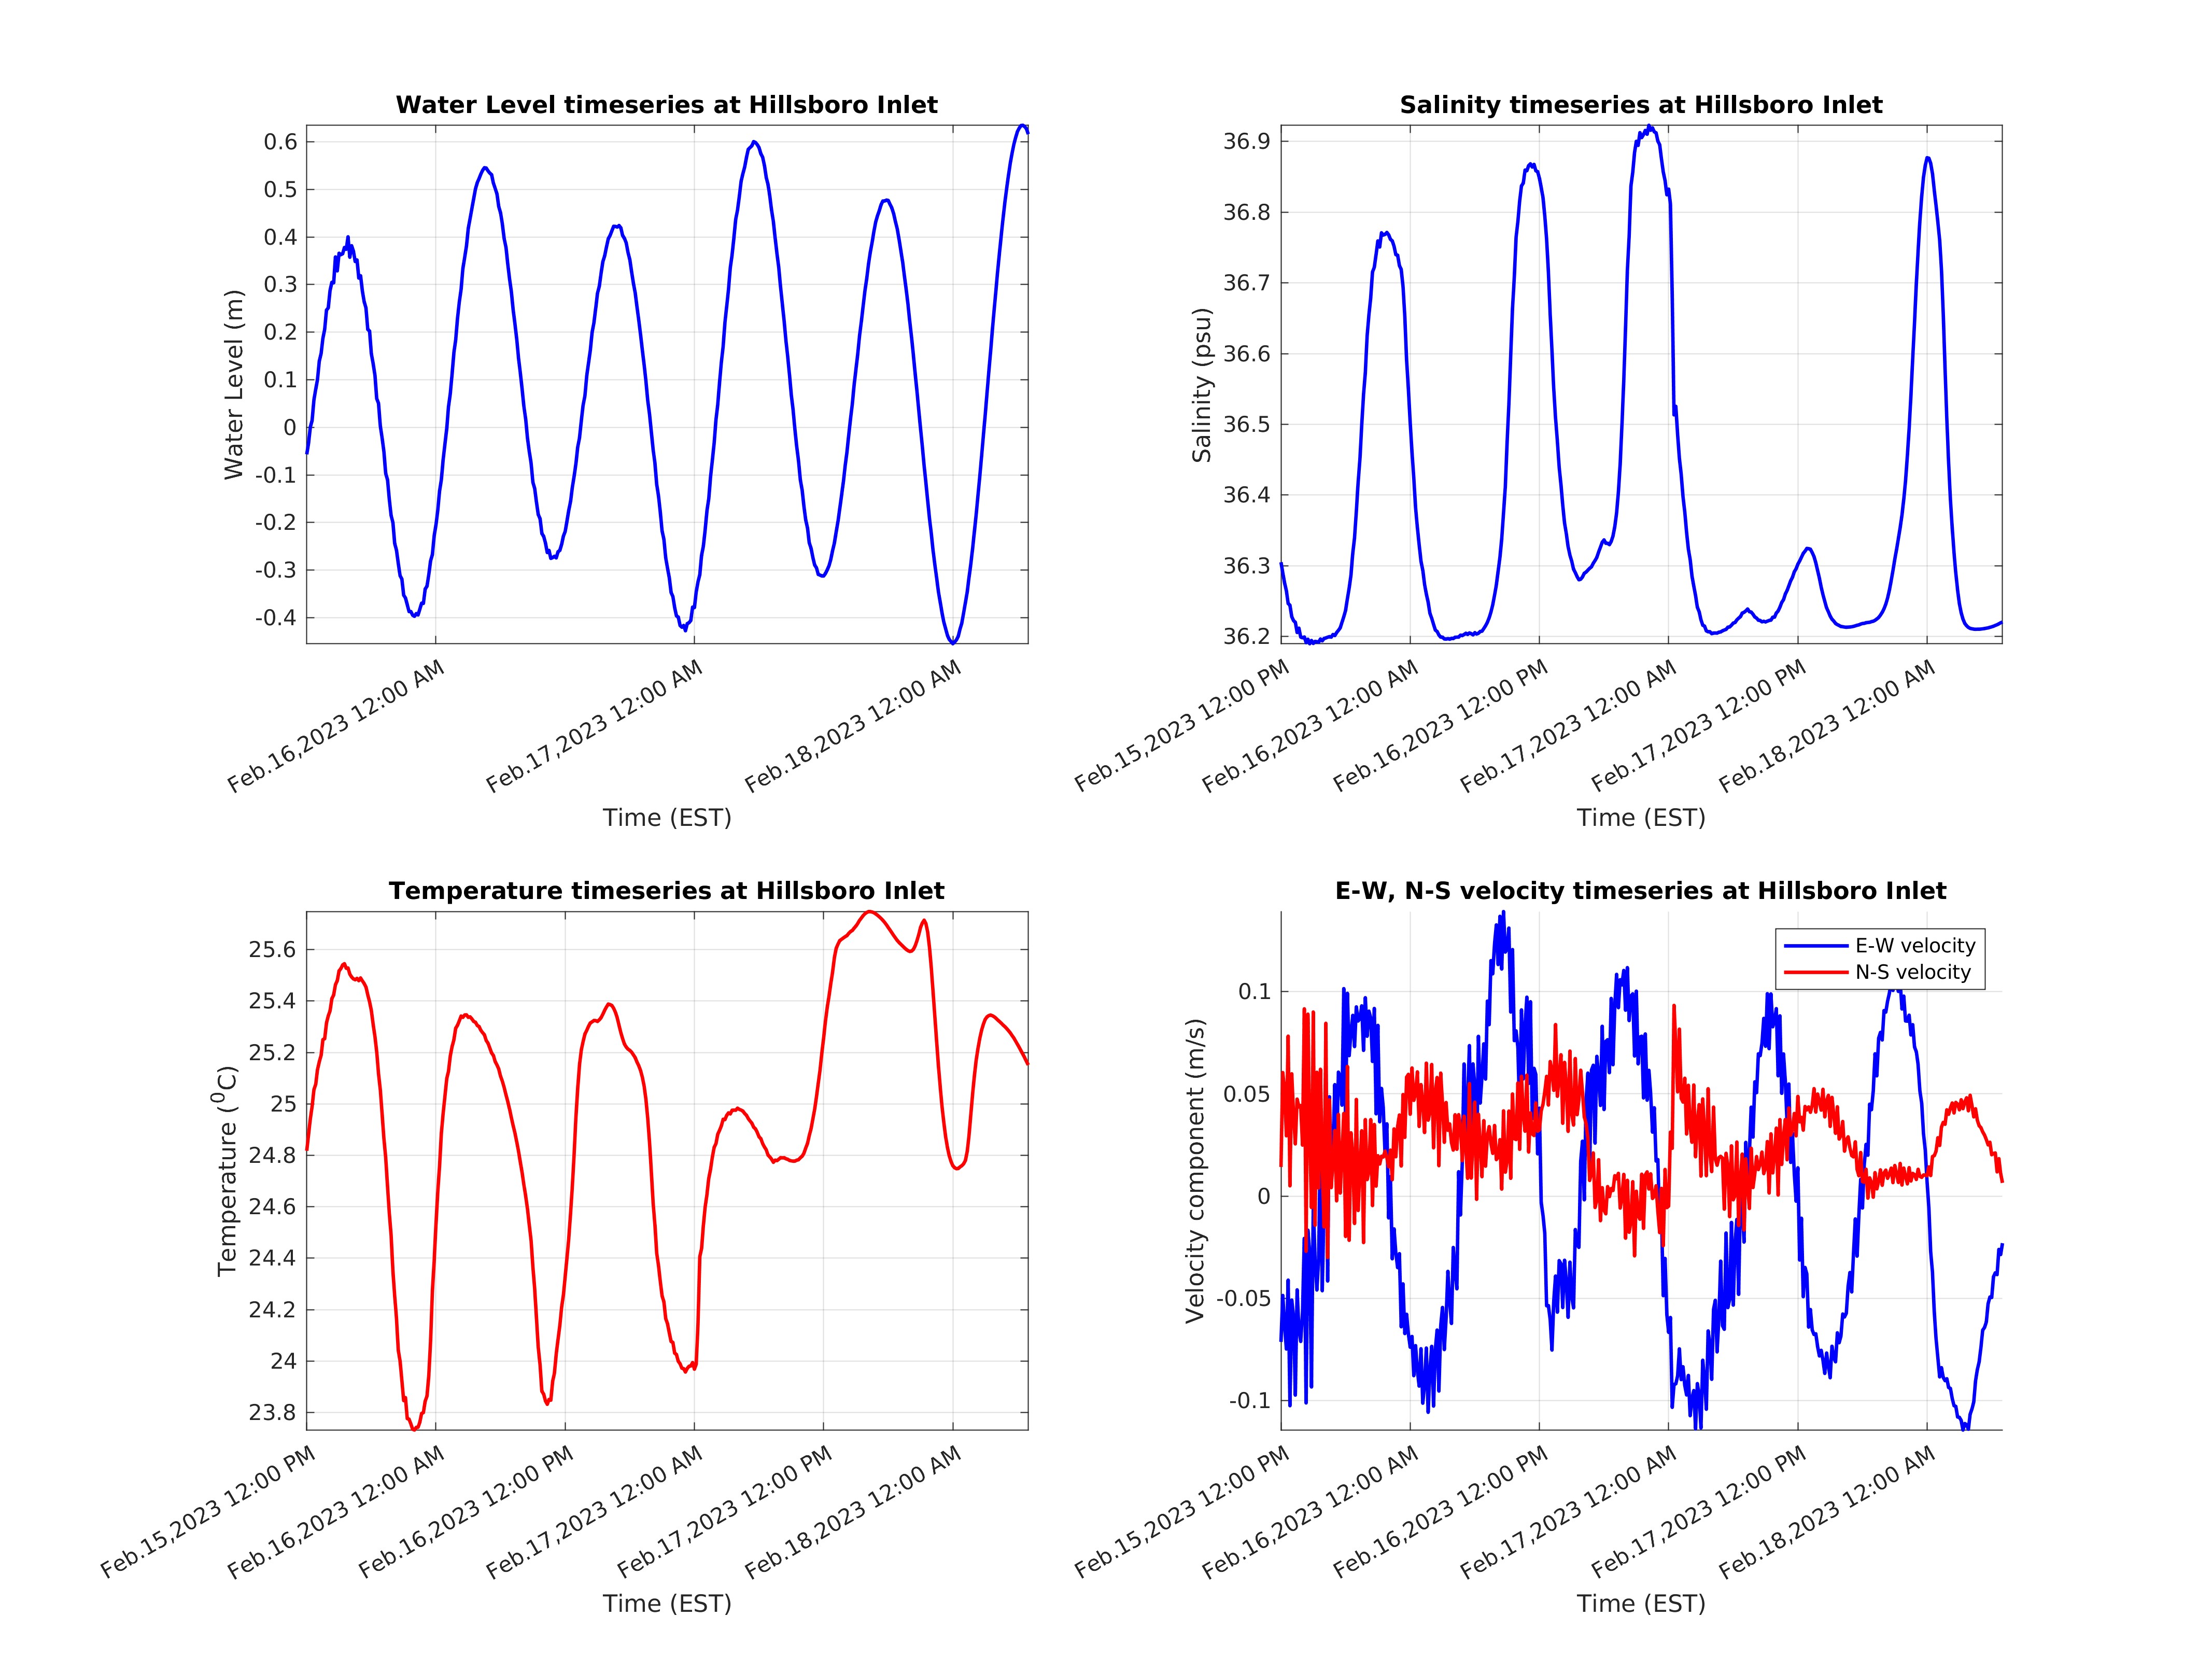 Water Level timeseries at Hillsboro Inlet
Water Level (m)
0.6
0.5
0.4
0.3
0.2
0.1
0
-0.1
-0.2
-0.3
-0.4
Feb.16,2023 12:00 AM
Feb.17,2023 12:00 AM
Feb.18,2023 12:00 AM
Time (EST)
Salinity timeseries at Hillsboro Inlet
Salinity (psu)
36.9
36.8
36.7
36.6
36.5
36.4
36.3
36.2
Feb.15,2023 12:00 PM
Feb.16,2023 12:00 AM
Feb.16,2023 12:00 PM
Feb.17,2023 12:00 AM
Feb.17,2023 12:00 PM
Feb.18,2023 12:00 AM
Time (EST)
Temperature timeseries at Hillsboro Inlet
Temperature (⁰C)
25.6
25.4
25.2
25
24.8
24.6
24.4
24.2
24
23.8
Feb.15,2023 12:00 PM
Feb.16,2023 12:00 AM
Feb.16,2023 12:00 PM
Feb.17,2023 12:00 AM
Feb.17,2023 12:00 PM
Feb.18,2023 12:00 AM
Time (EST)
E-W, N-S velocity timeseries at Hillsboro Inlet
E-W velocity
N-S velocity
Velocity component (m/s)
0.1
0.05
0
-0.05
-0.1
Feb.15,2023 12:00 PM
Feb.16,2023 12:00 AM
Feb.16,2023 12:00 PM
Feb.17,2023 12:00 AM
Feb.17,2023 12:00 PM
Feb.18,2023 12:00 AM
Time (EST)